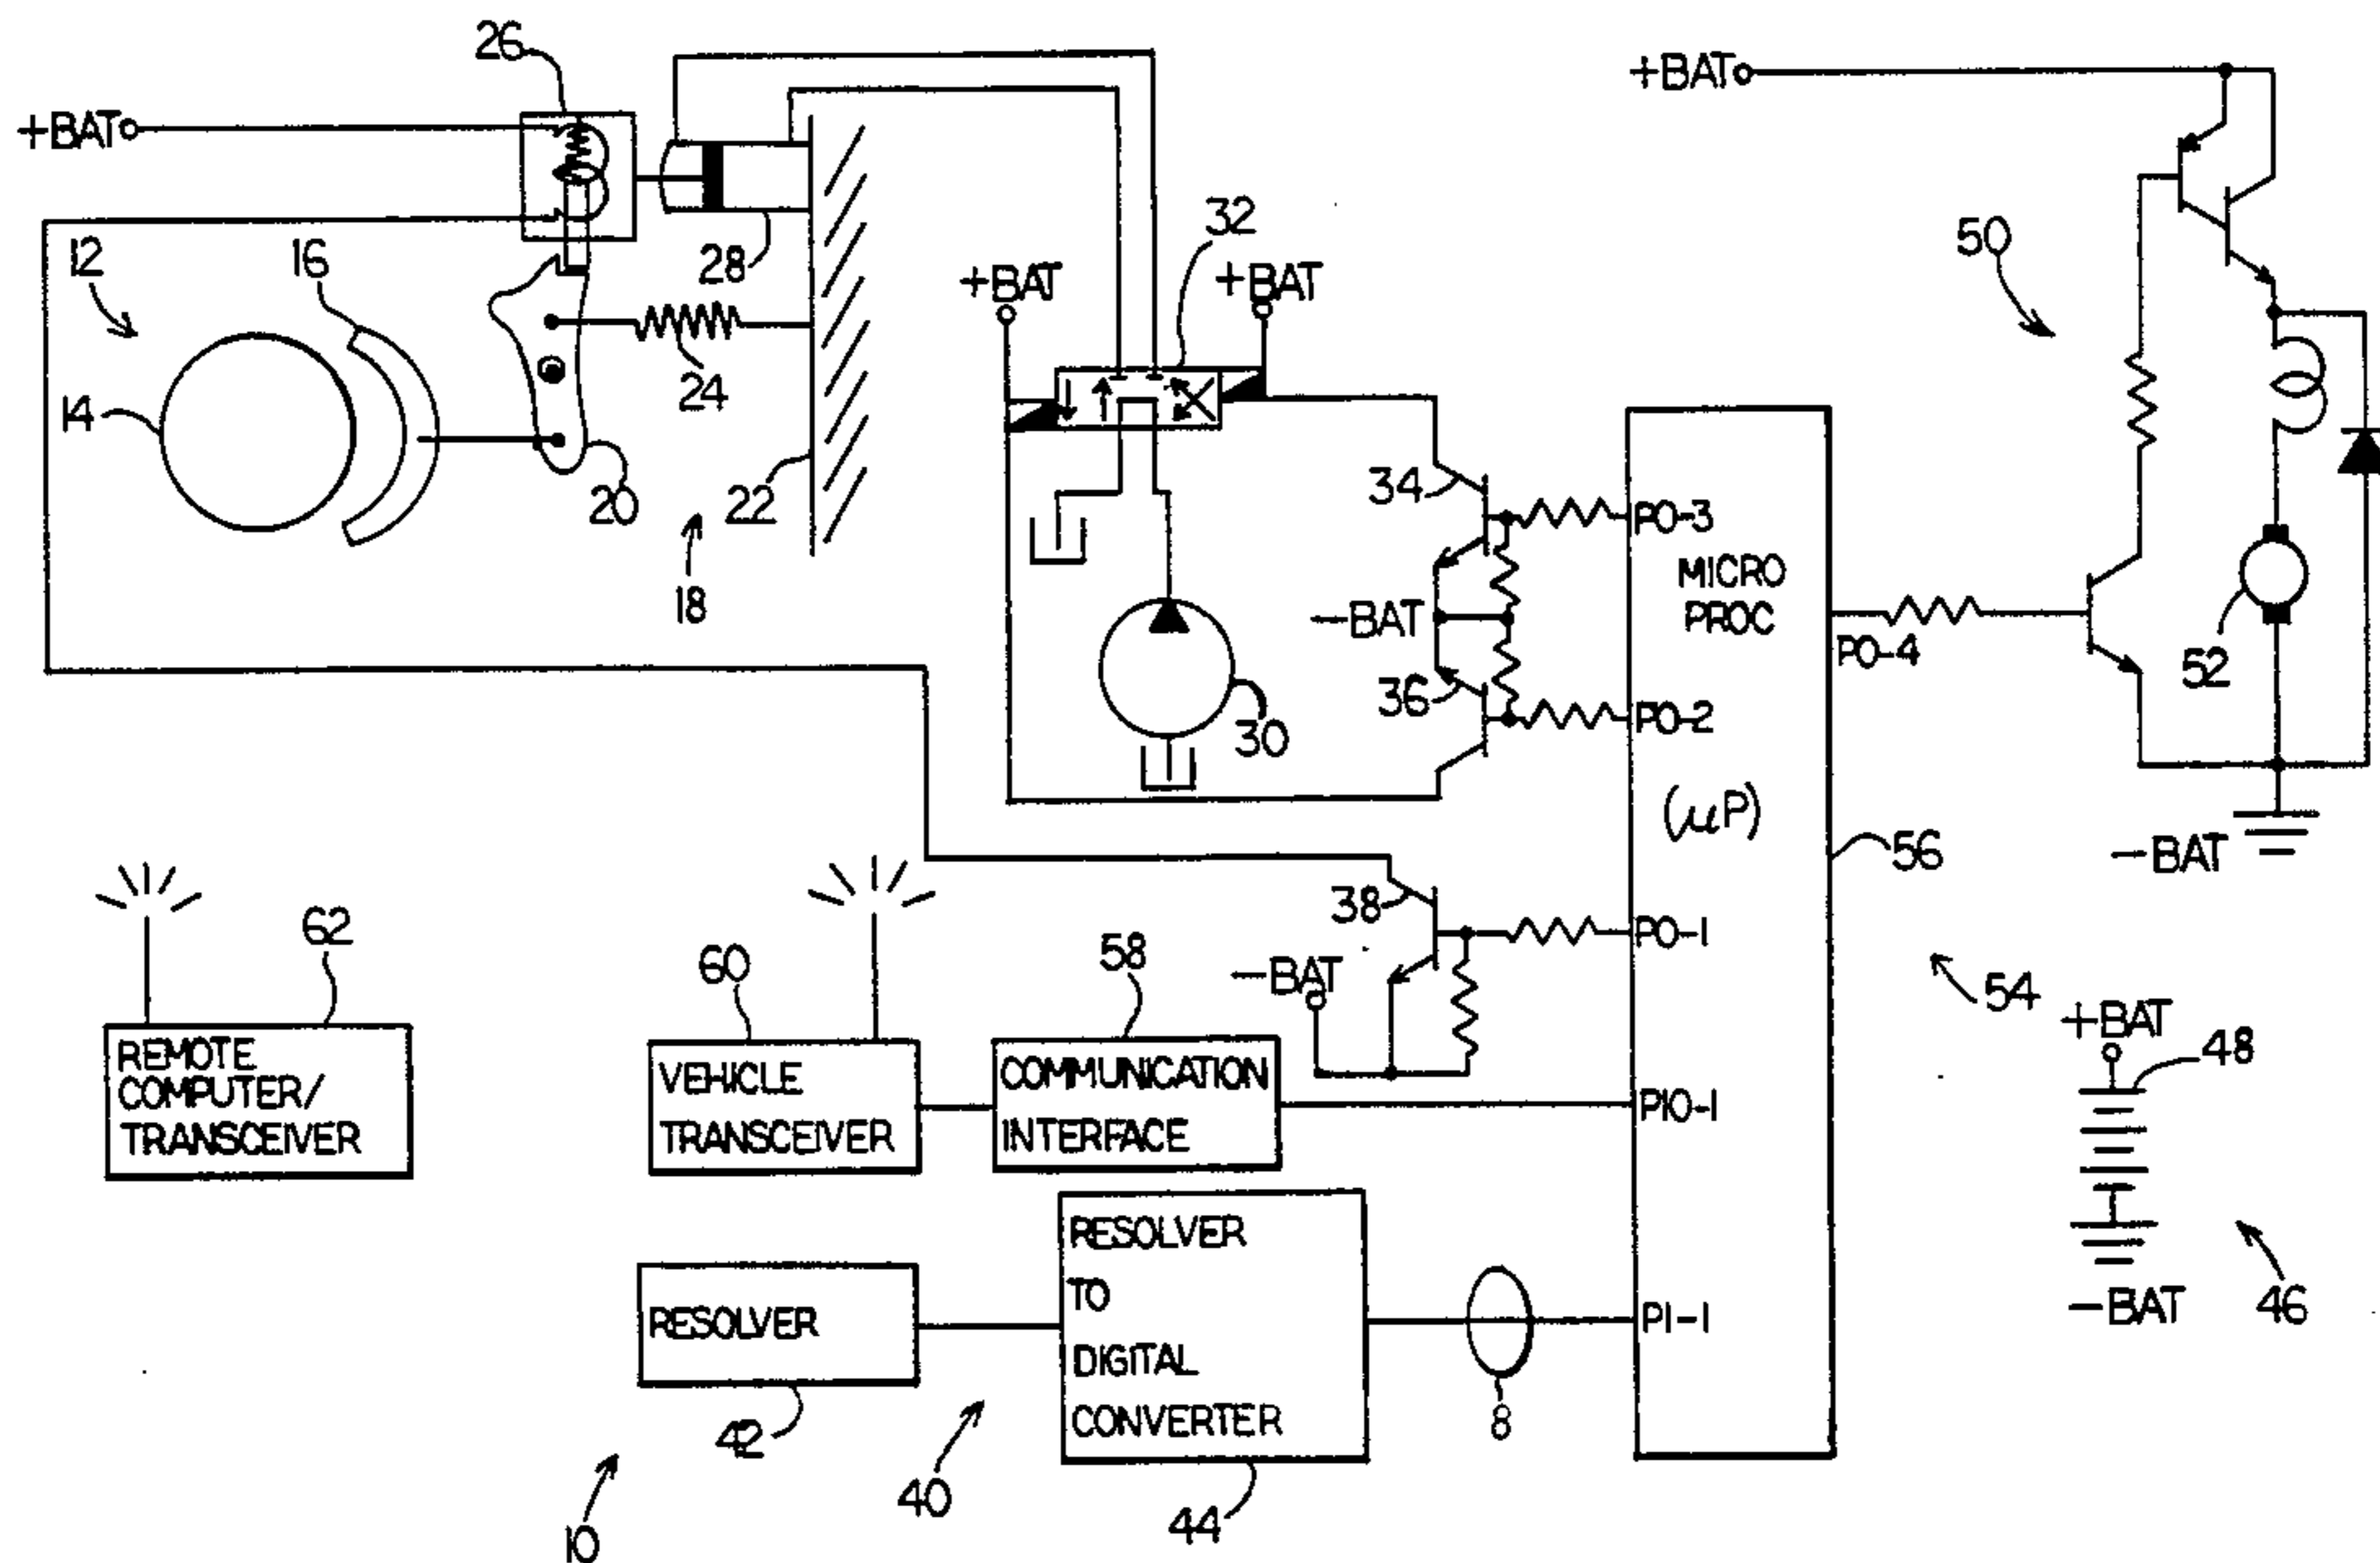 26
+BAT
+BAT
12
16
28
32
50
+BAT
+BAT
14
24
34
20
22
18
PO-3
MICRO
PROC
-BAT
PO-4
52
36
PO-2
30
(μP)
-BAT
56
38
PO-1
62
60
58
-BAT
54
+BAT
48
REMOTE
COMPUTER/
TRANSCEIVER
VEHICLE
TRANSCEIVER
COMMUNICATION
INTERFACE
PIO-1
RESOLVER
TO
DIGITAL
CONVERTER
RESOLVER
PI-1
-BAT
46
42
40
8
44
10